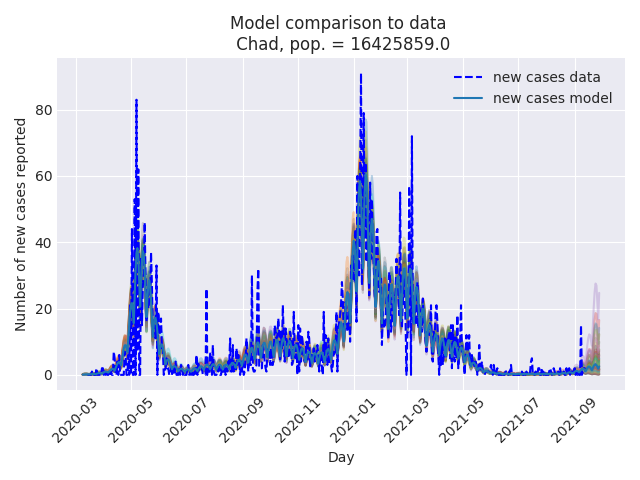 Model comparison to data
Chad, pop. = 16425859.0
new cases data
new cases model
Number of new cases reported
80
60
40
20
0
2020-03
2020-05
2020-07
2020-09
2020-11
2021-01
2021-03
2021-05
2021-07
2021-09
Day